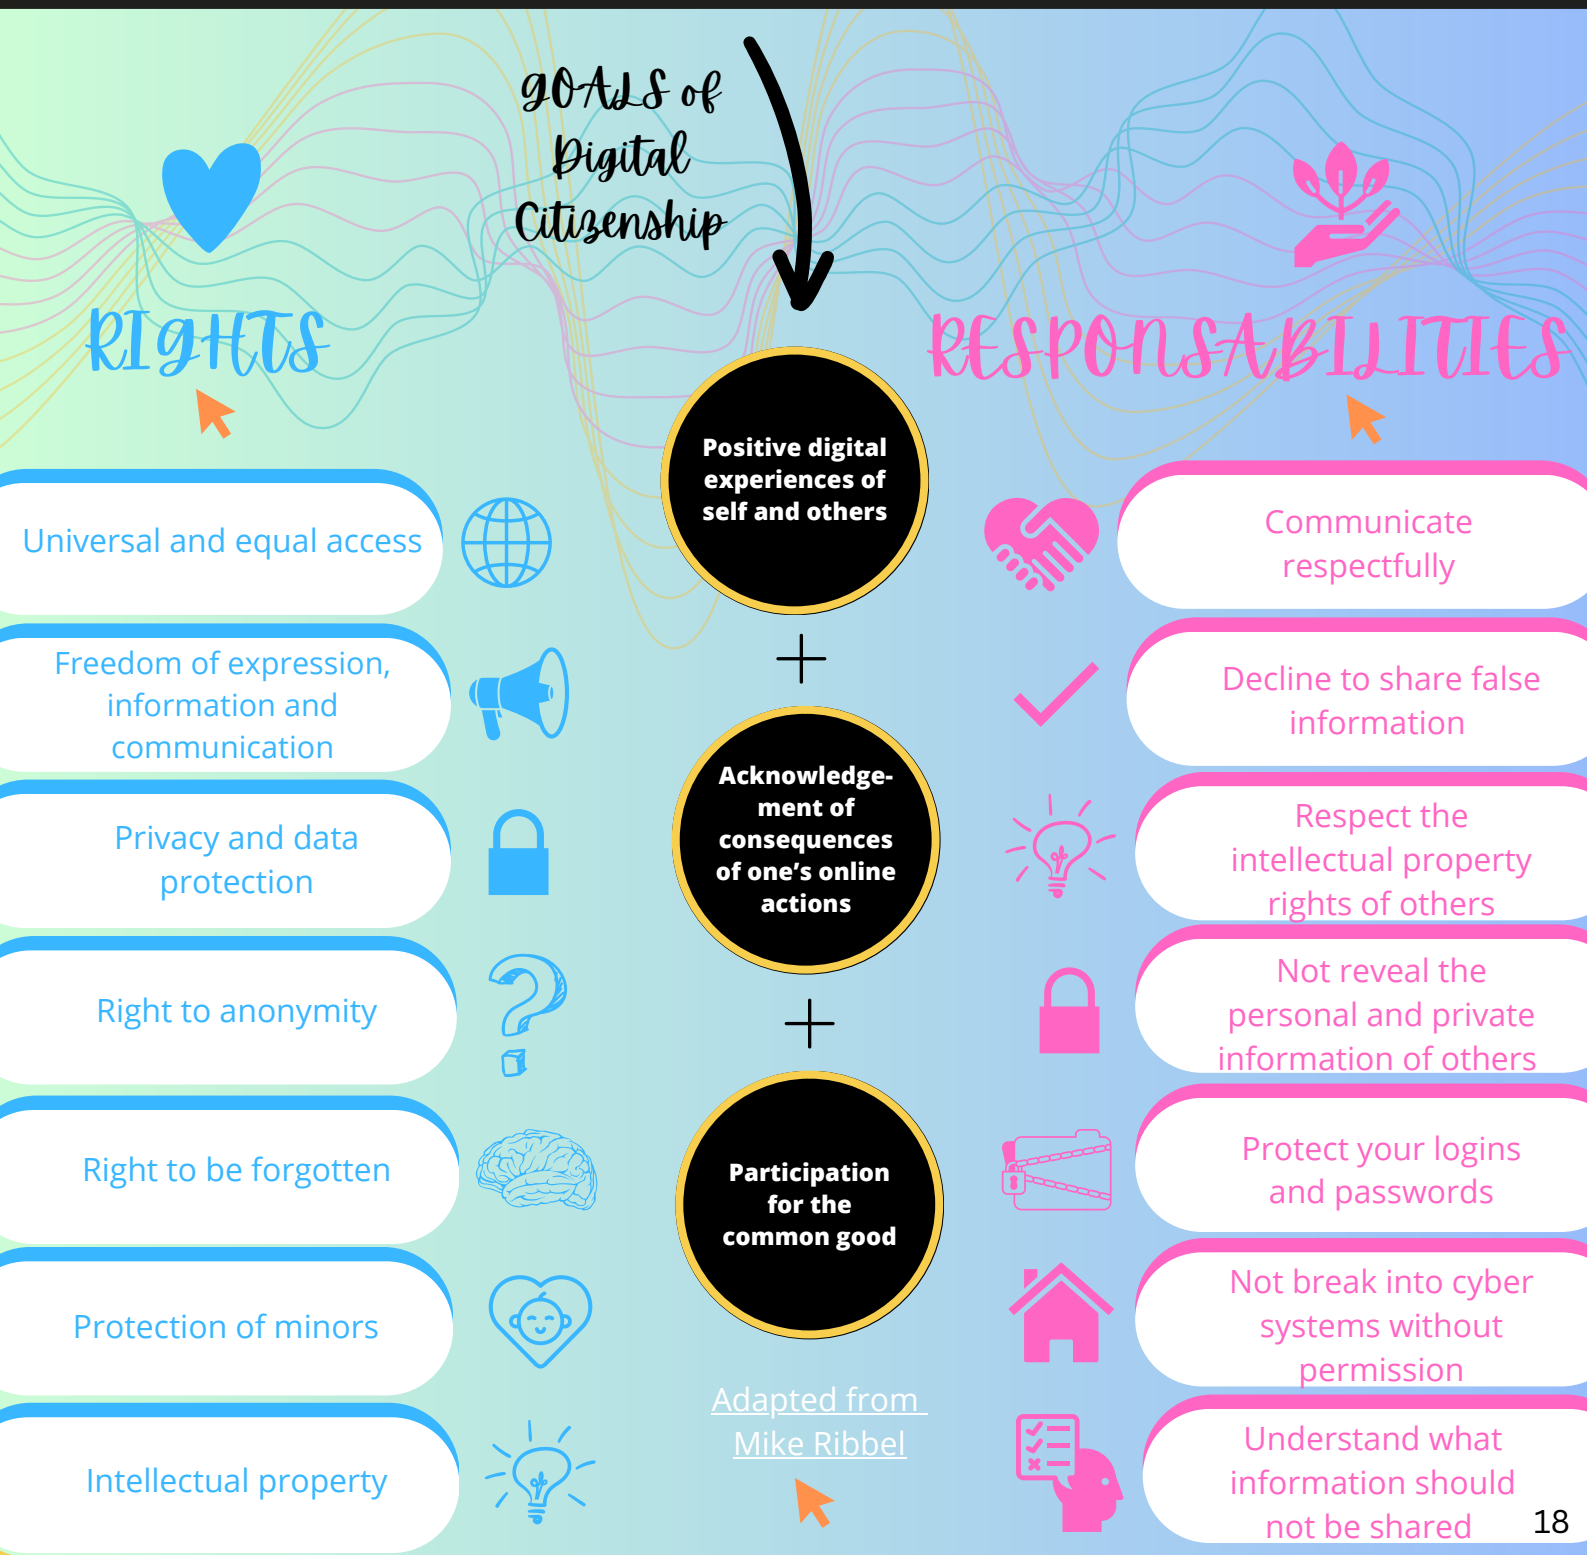 gOALS of
Digital
Citizenship
RIgHTS
Universal and equal access
Freedom of expression,
information and
communication
Privacy and data
protection
Right to anonymity
Right to be forgotten
Protection of minors
Intellectual property
Positive digital
experiences of
self and others
Acknowledge-
ment of
consequences
of one’s online
actions
Participation
for the
common good
Adapted from
Mike Ribbel
RESPONSABILITIES
Communicate
respectfully
Decline to share false
information
Respect the
intellectual property
rights of others
Not reveal the
personal and private
information of others
Protect your logins
and passwords
Not break into cyber
systems without
permission
Understand what
information should
not be shared
18